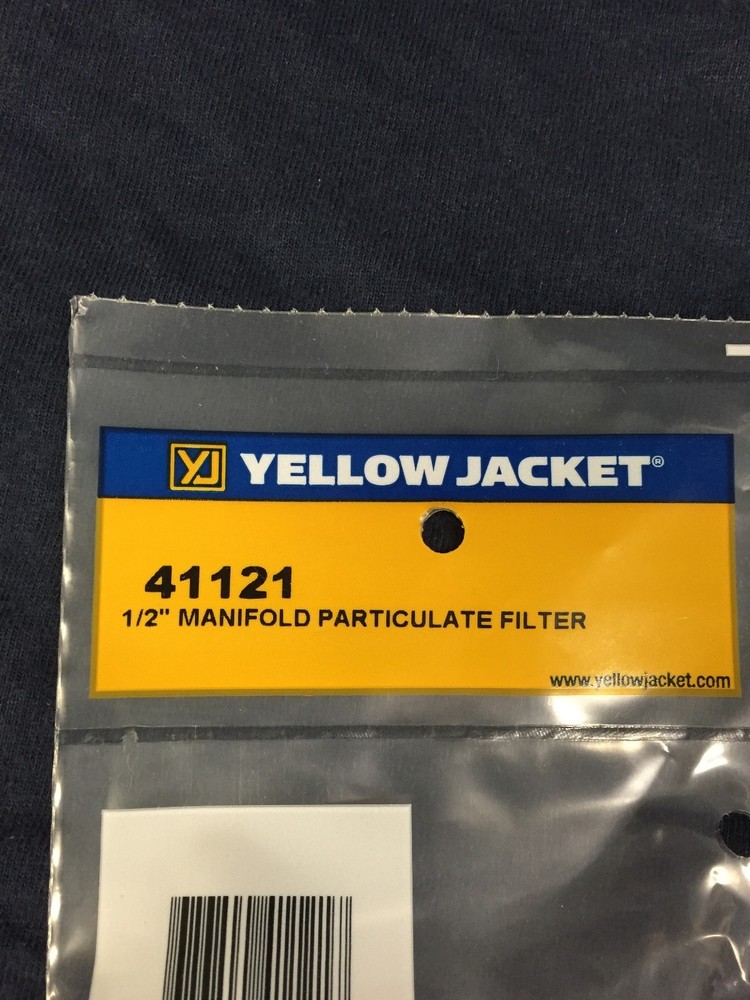 YJ YELLOW JACKET®
41121
1/2" MANIFOLD PARTICULATE FILTER
www.yellowjacket.com